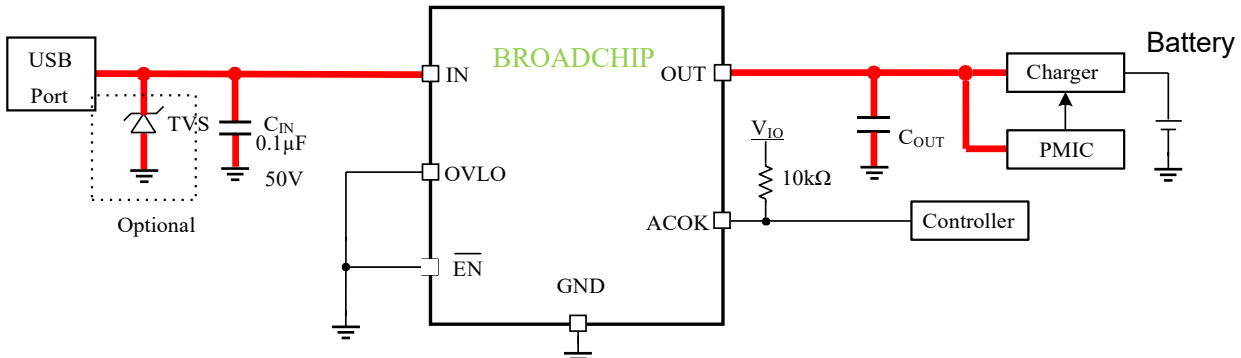 USB
Port
TVS
Optional
CIN
0.1µF
50V
BROADCHIP
IN
OVLO
EN
GND
OUT
ACOK
VIO
10kΩ
COUT
Charger
PMIC
Controller
Battery